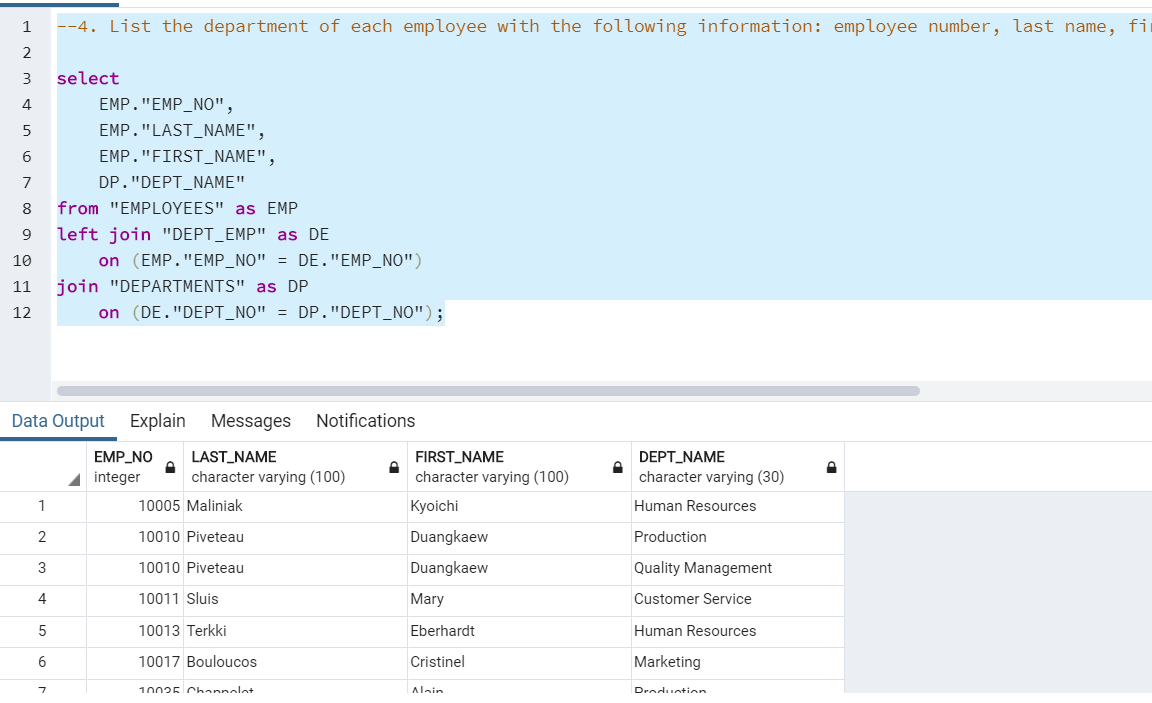 1 --4. List the department of each employee with the following information: employee number, last name,
2
3 select
4 EMP."EMP_NO",
5 EMP."LAST_NAME",
6 EMP."FIRST_NAME",
7 DP."DEPT_NAME"
8 from "EMPLOYEES" as EMP
9 left join "DEPT_EMP" as DE
10 on (EMP."EMP_NO" = DE."EMP_NO")
11 join "DEPARTMENTS" as DP
12 on (DE."DEPT_NO" = DP."DEPT_NO");
Data Output Explain Messages Notifications
EMP_NO LAST_NAME FIRST_NAME DEPT_NAME
integer character varying (100) character varying (100) character varying (30)
1 10005 Maliniak Kyoichi Human Resources
2 10010 Piveteau Duangkaew Production
3 10010 Piveteau Duangkaew Quality Management
4 10011 Sluis Mary Customer Service
5 10013 Terkki Eberhardt Human Resources
6 10017 Bouloucos Cristinel Marketing
7 10035 Chappelet Alain Production